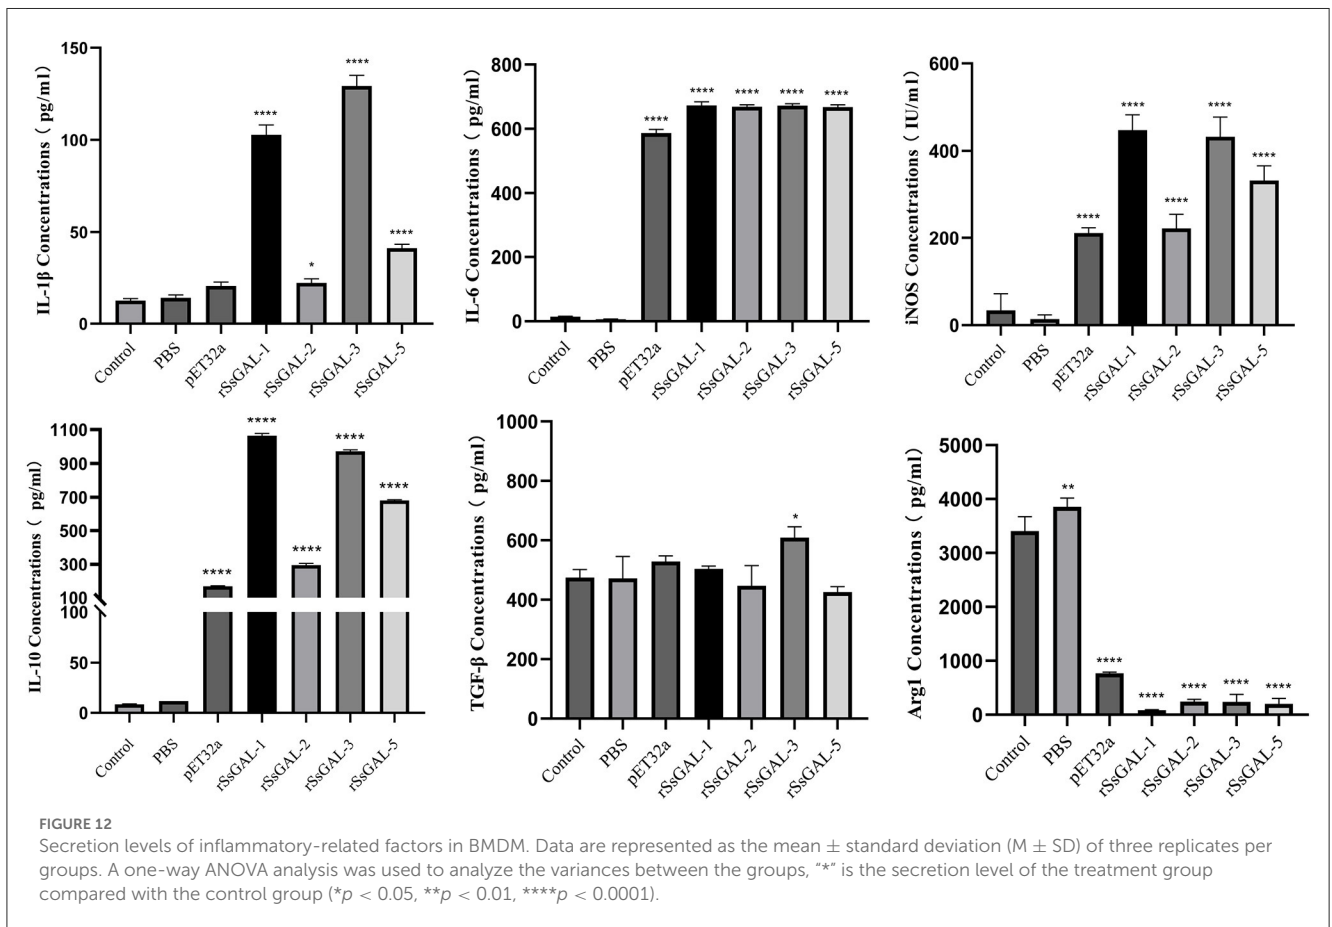 IL-1β Concentrations ( pg/ml)
150
100
50
0
****
*
****
****
Control
PBS
pET32a
rSsGAL-1
rSsGAL-2
rSsGAL-3
rSsGAL-5
IL-6 Concentrations ( pg/ml)
800
600
400
200
0
****
****
****
****
****
Control
PBS
pET32a
rSsGAL-1
rSsGAL-2
rSsGAL-3
rSsGAL-5
iNOS Concentrations ( IU/ml)
600
400
200
0
****
****
****
****
****
Control
PBS
pET32a
rSsGAL-1
rSsGAL-2
rSsGAL-3
rSsGAL-5
IL-10 Concentrations ( pg/ml)
1100
900
700
500
300
100
100
50
0
****
****
****
****
****
Control
PBS
pET32a
rSsGAL-1
rSsGAL-2
rSsGAL-3
rSsGAL-5
TGF-β Concentrations ( pg/ml)
1000
800
600
400
200
0
*
Control
PBS
pET32a
rSsGAL-1
rSsGAL-2
rSsGAL-3
rSsGAL-5
Arg1 Concentrations ( pg/ml)
5000
4000
3000
2000
1000
0
**
****
****
****
****
****
Control
PBS
pET32a
rSsGAL-1
rSsGAL-2
rSsGAL-3
rSsGAL-5
FIGURE 12
Secretion levels of inflammatory-related factors in BMDM. Data are represented as the mean ± standard deviation (M ± SD) of three replicates per
groups. A one-way ANOVA analysis was used to analyze the variances between the groups, "*" is the secretion level of the treatment group
compared with the control group (*p < 0.05, **p < 0.01, ****p < 0.0001).